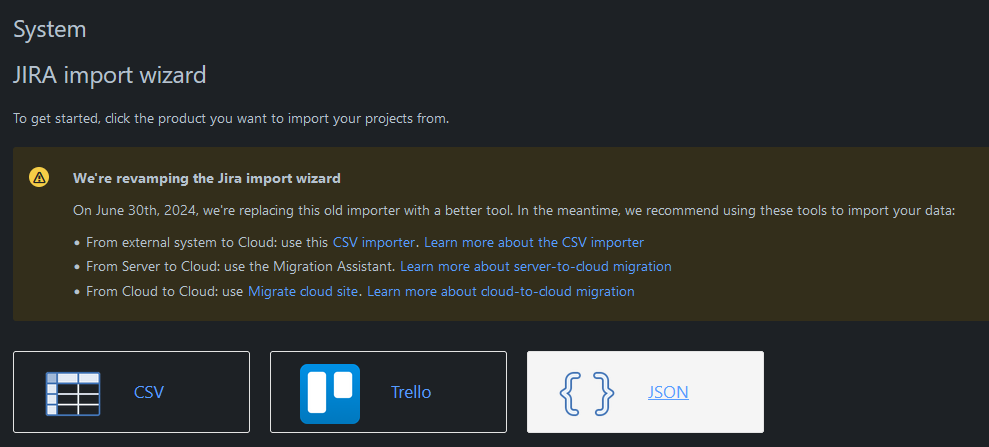 System
JIRA import wizard
To get started, click the product you want to import your projects from.
We're revamping the Jira import wizard
On June 30th, 2024, we're replacing this old importer with a better tool. In the meantime, we recommend using these tools to import your data:
• From external system to Cloud: use this CSV importer. Learn more about the CSV importer
• From Server to Cloud: use the Migration Assistant. Learn more about server-to-cloud migration
• From Cloud to Cloud: use Migrate cloud site. Learn more about cloud-to-cloud migration
CSV
Trello
{ } JSON